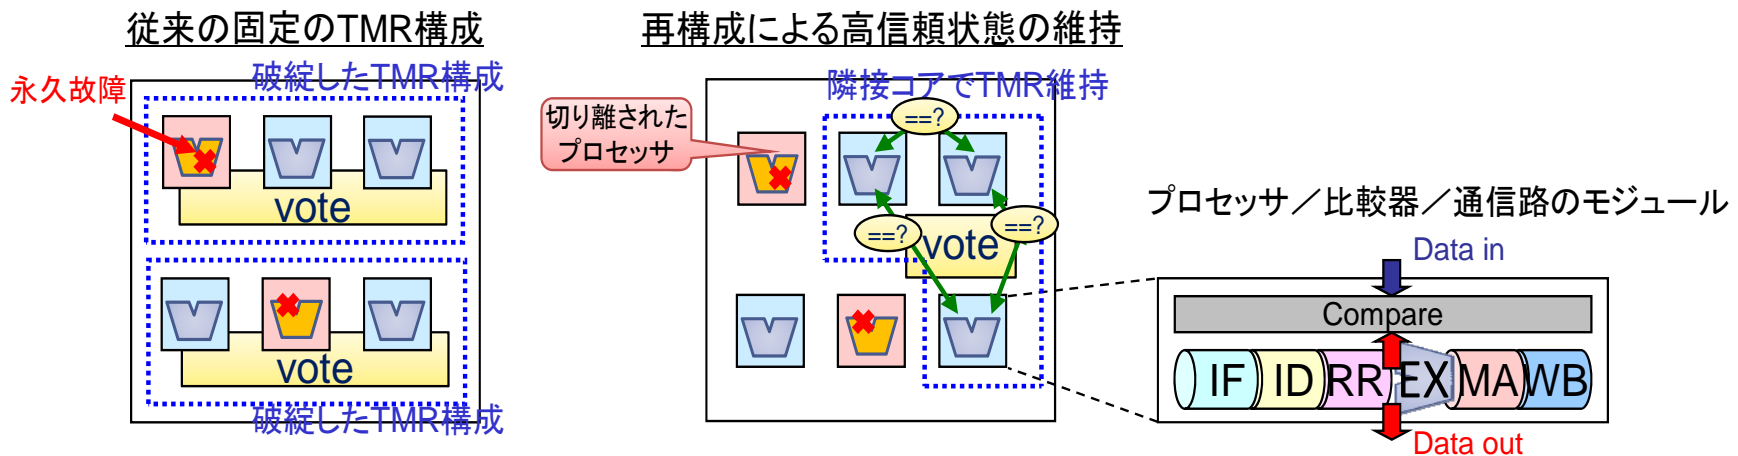 従来の固定のTMR構成
破綻したTMR構成
永久故障
vote
vote
破綻したTMR構成
再構成による高信頼状態の維持
隣接コアでTMR維持
切り離された
プロセッサ
==?
==?
==?
vote
プロセッサ／比較器／通信路のモジュール
Data in
Compare
IF ID RR EX MA WB
Data out